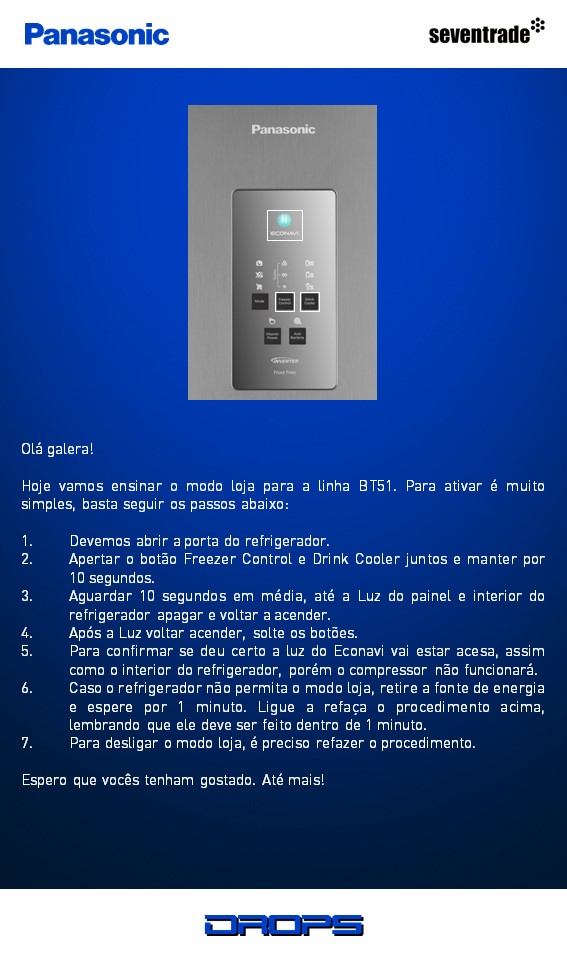 Panasonic
seventrade
Panasonic
ECONAVI
Mode
Freezer Control
Drink Cooler
Vitamin Power
Anti Bacteria
INVERTER
Frost Free
Olá galera!
Hoje vamos ensinar o modo loja para a linha BT51. Para ativar é muito
simples, basta seguir os passos abaixo:
1. Devemos abrir a porta do refrigerador.
2. Apertar o botão Freezer Control e Drink Cooler juntos e manter por
10 segundos.
3. Aguardar 10 segundos em média, até a Luz do painel e interior do
refrigerador apagar e voltar a acender.
4. Após a Luz voltar acender, solte os botões.
5. Para confirmar se deu certo a luz do Econavi vai estar acesa, assim
como o interior do refrigerador, porém o compressor não funcionará.
6. Caso o refrigerador não permita o modo loja, retire a fonte de energia
e espere por 1 minuto. Ligue a refaça o procedimento acima,
lembrando que ele deve ser feito dentro de 1 minuto.
7. Para desligar o modo loja, é preciso refazer o procedimento.
Espero que vocês tenham gostado. Até mais!
DROPS